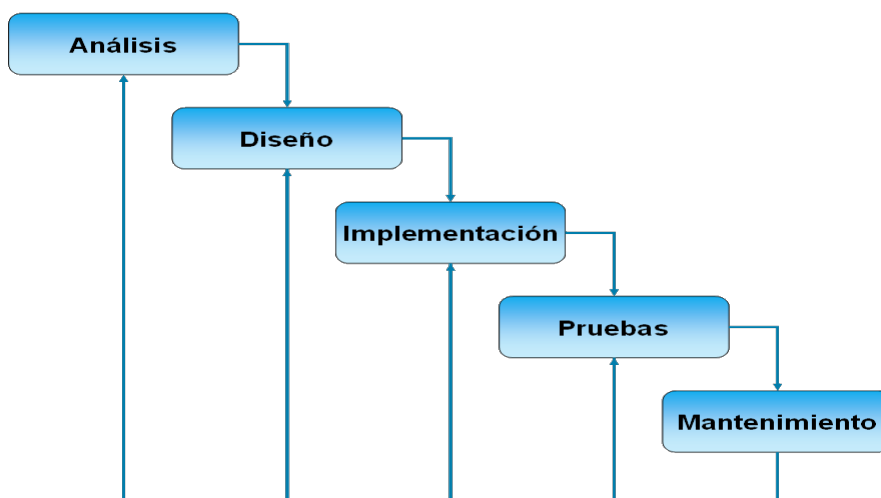 Análisis
Diseño
Implementación
Pruebas
Mantenimiento